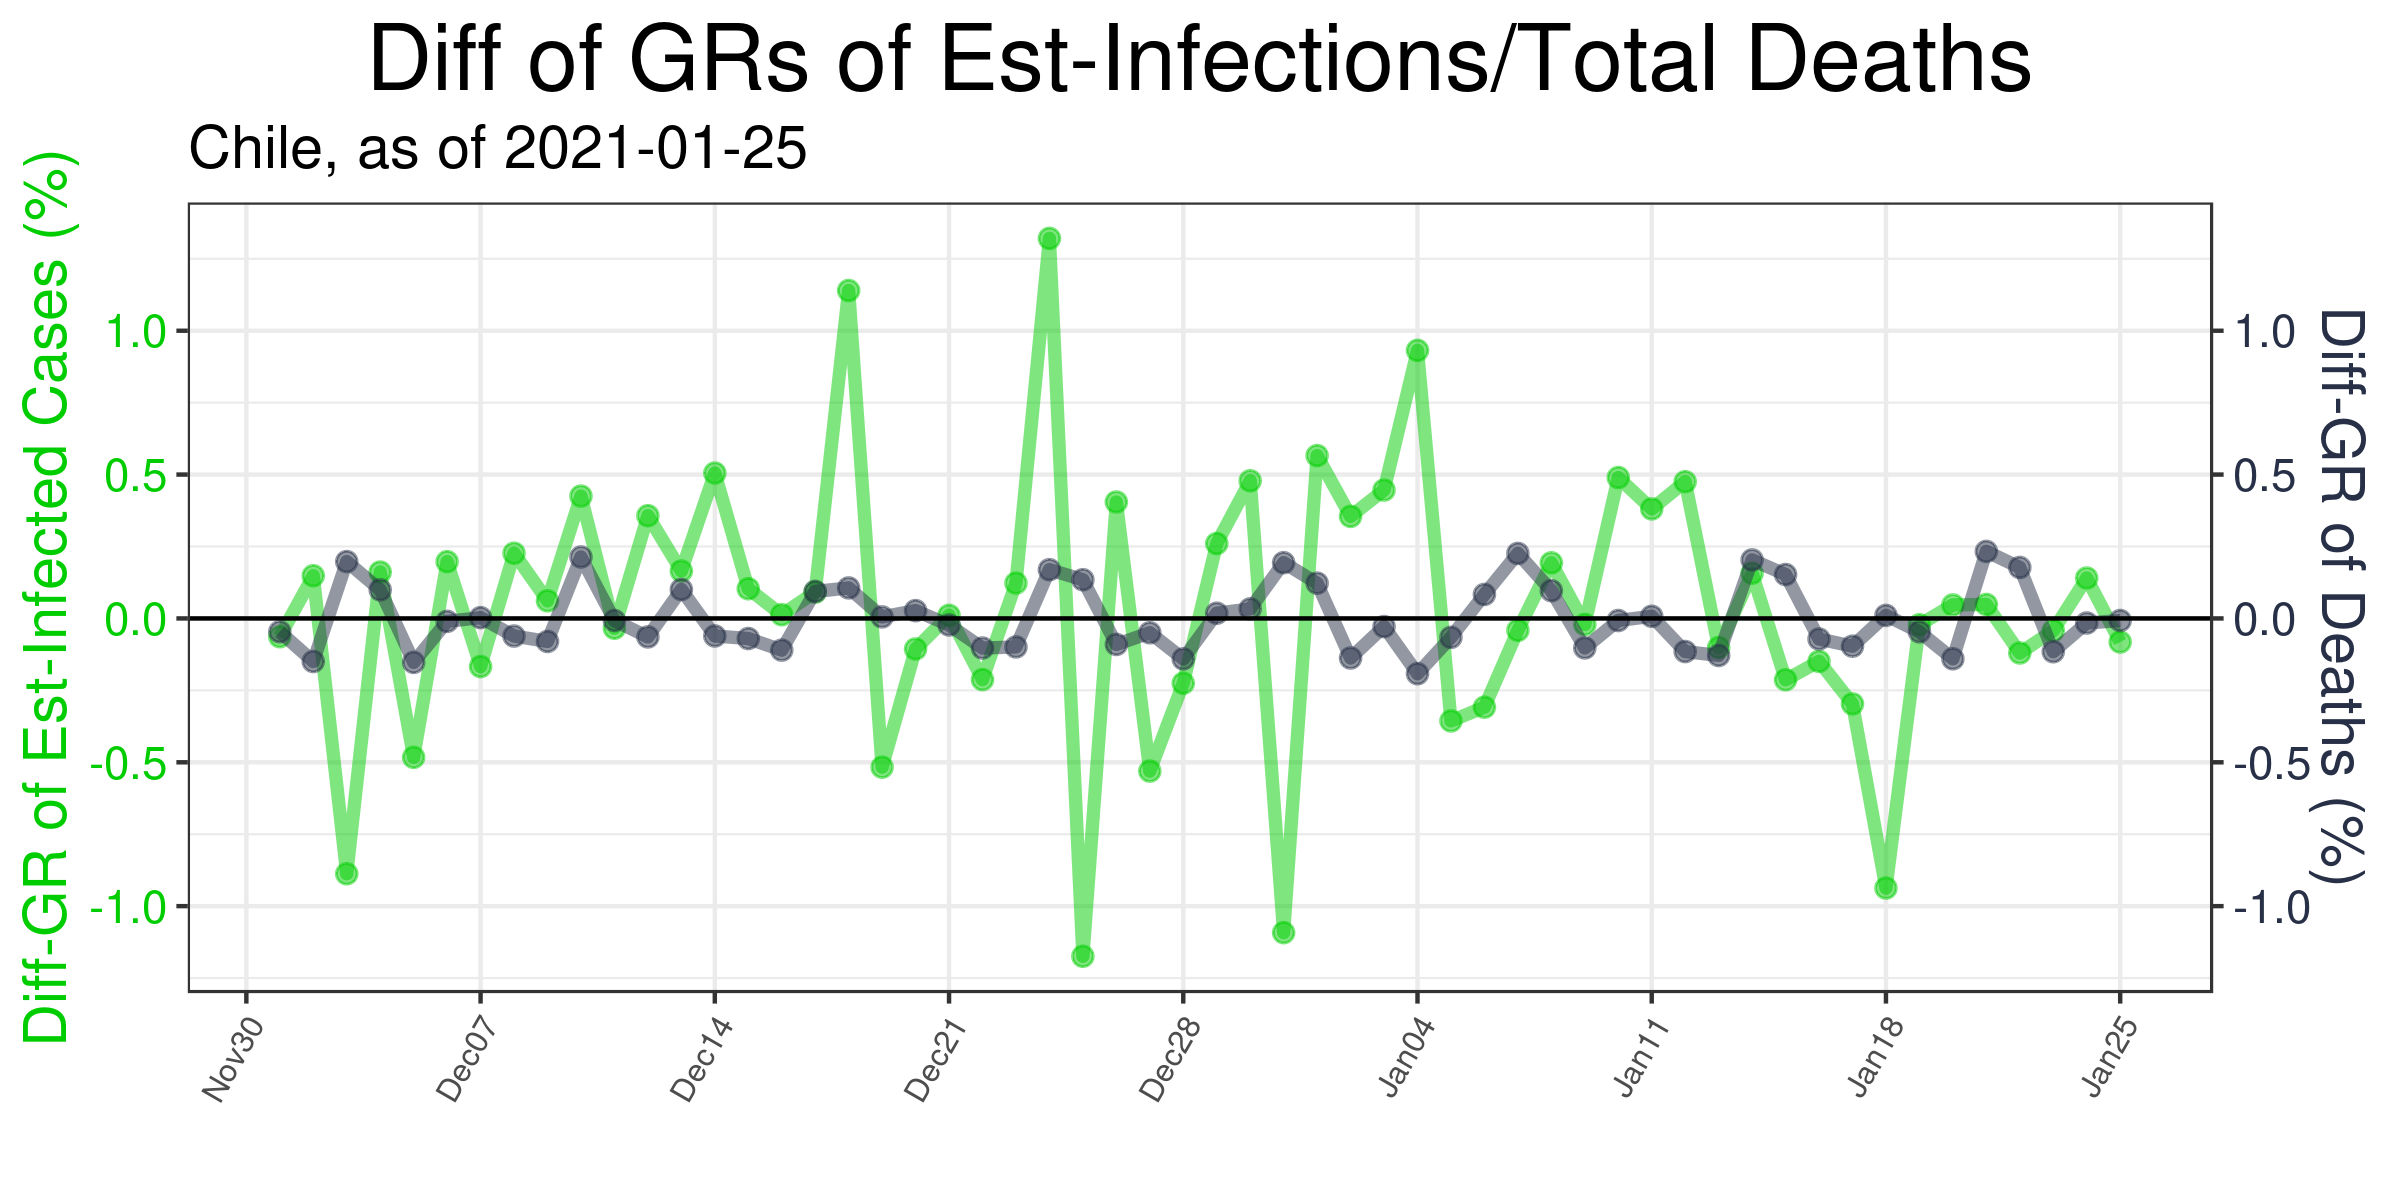 Diff of GRs of Est-Infections/Total Deaths
Chile, as of 2021-01-25
Diff-GR of Est-Infected Cases (%)
1.0
0.5
0.0
-0.5
-1.0
1.0
0.5
0.0
-0.5
-1.0
Diff-GR of Deaths (%)
Nov30
Dec07
Dec14
Dec21
Dec28
Jan04
Jan11
Jan18
Jan25